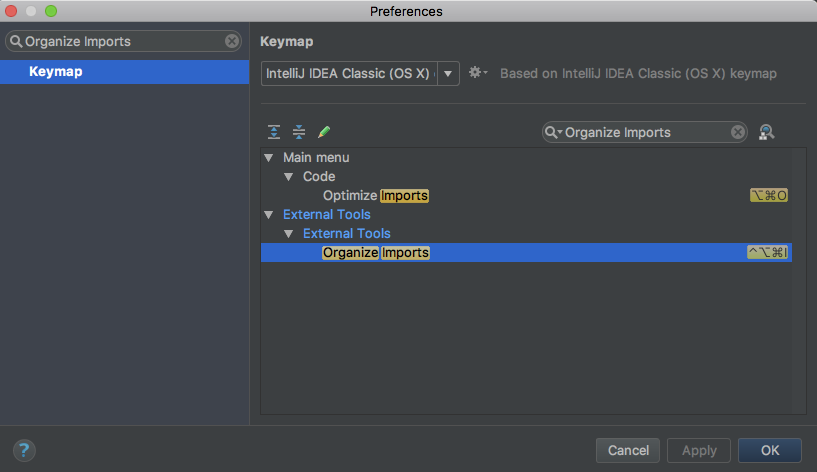 Preferences
Organize Imports
Keymap
Keymap
IntelliJ IDEA Classic (OS X)
Based on IntelliJ IDEA Classic (OS X) keymap
Organize Imports
Main menu
Code
Optimize Imports ⌥⌘O
External Tools
External Tools
Organize Imports ^⌥⌘I
?
Cancel
Apply
OK